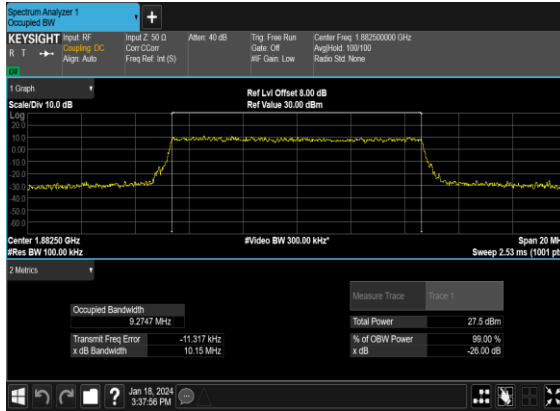 Spectrum Analyzer 1
Occupied BW
+
KEYSIGHT
R T
LV
Input: RF
Coupling: DC
Align: Auto
Input Z: 50 Ω
Corr CCorr
Freq Ref: Int (S)
Atten: 40 dB
Trig: Free Run
Gate: Off
#IF Gain: Low
Center Freq: 1.882500000 GHz
Avg|Hold: 100/100
Radio Std: None
1 Graph
Scale/Div 10.0 dB
Ref Lvl Offset 8.00 dB
Ref Value 30.00 dBm
Log
20.0
10.0
0.00
-10.0
-20.0
-30.0
-40.0
-50.0
-60.0
Center 1.88250 GHz
#Res BW 100.00 kHz
#Video BW 300.00 kHz*
Span 20 MH
Sweep 2.53 ms (1001 pt
2 Metrics
Measure Trace
Trace 1
Occupied Bandwidth
9.2747 MHz
Total Power
27.5 dBm
Transmit Freq Error
-11.317 kHz
% of OBW Power
99.00 %
x dB Bandwidth
10.15 MHz
x dB
-26.00 dB
?
Jan 18, 2024
3:37:56 PM